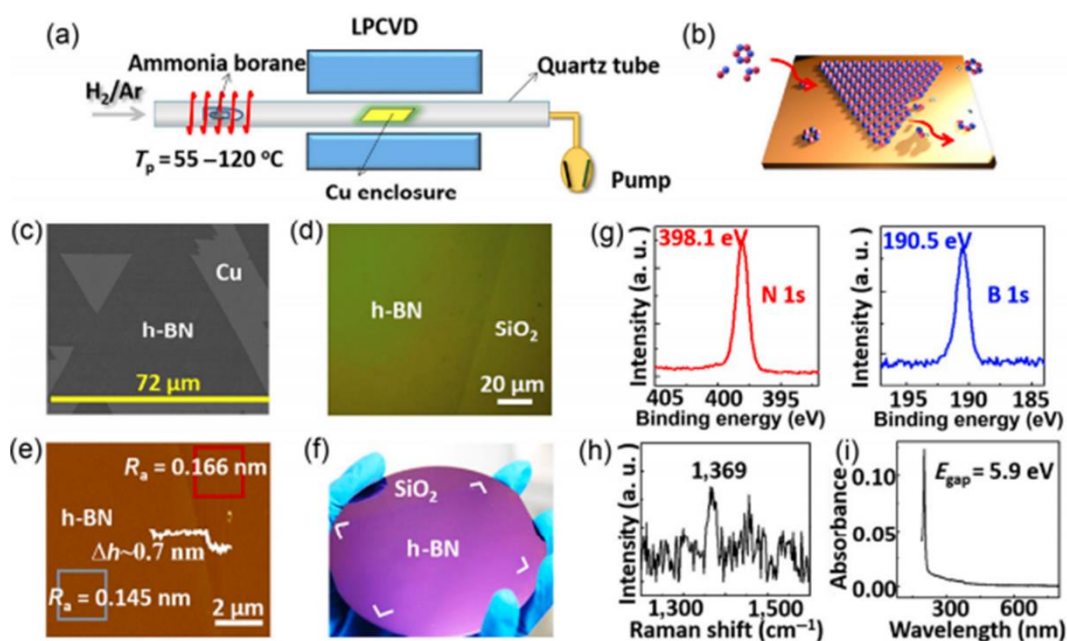 (a)
LPCVD
Ammonia borane
Quartz tube
H₂/Ar
Tₚ = 55 –120 °C
Cu enclosure
Pump
(b)
(c)
Cu
h-BN
72 μm
(d)
h-BN
SiO₂
20 μm
(e)
Rₐ = 0.166 nm
h-BN
Δh~0.7 nm
Rₐ = 0.145 nm
2 μm
(f)
SiO₂
h-BN
(g)
398.1 eV
N 1s
Intensity (a. u.)
405 400 395
Binding energy (eV)
190.5 eV
B 1s
Intensity (a. u.)
195 190 185
Binding energy (eV)
(h)
1,369
Intensity (a. u.)
1,300 1,500
Raman shift (cm⁻¹)
(i)
E_gap = 5.9 eV
Absorbance
0.10
0.05
0.00
300 600
Wavelength (nm)